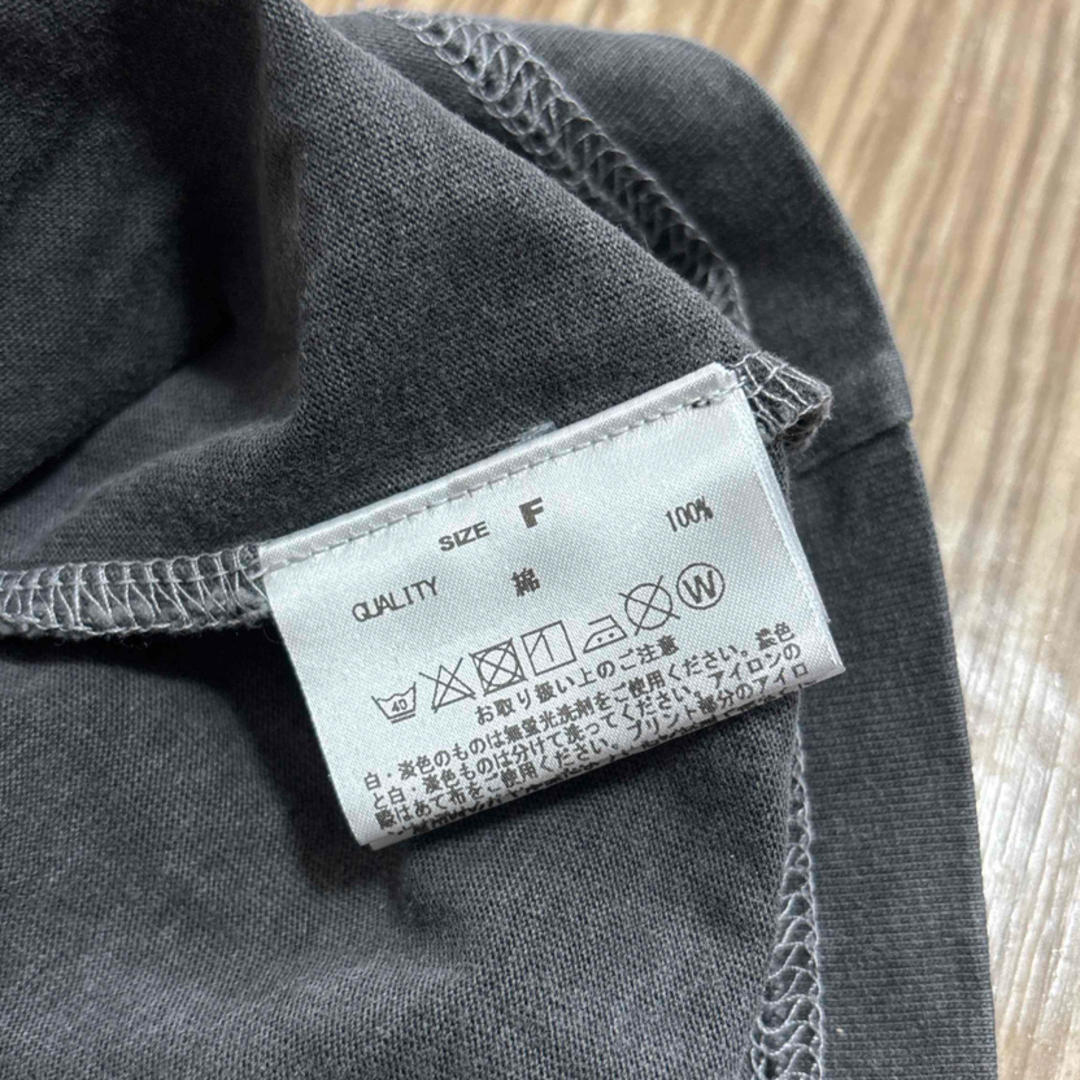 SIZE F
QUALITY 綿 100%
40 W
お取り扱い上のご注意
白・淡色のものは無蛍光洗剤をご使用ください。濃色
と白・淡色ものは分けて洗ってください。アイロンの
際はあて布をご使用ください。プリント部分のアイロ